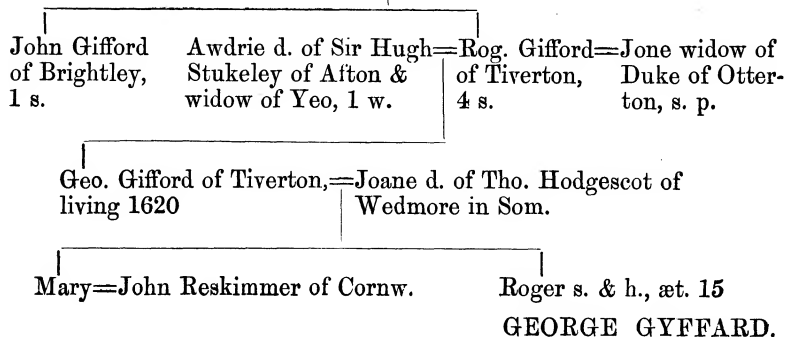 John Gifford of Brightley, 1 s.
Awdrie d. of Sir Hugh=Rog. Gifford=Jone widow of
Stukeley of Afton & of Tiverton, Duke of Otter-
widow of Yeo, 1 w. 4 s. ton, s. p.
Geo. Gifford of Tiverton,=Joane d. of Tho. Hodgescot of
living 1620 Wedmore in Som.
Mary=John Reskimmer of Cornw. Roger s. & h., æt. 15
GEORGE GYFFARD.